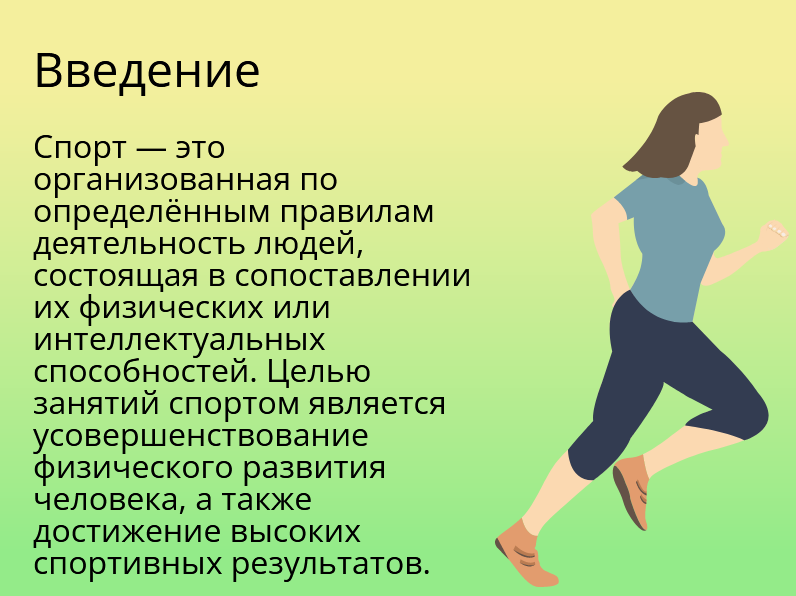 Введение
Спорт — это
организованная по
определённым правилам
деятельность людей,
состоящая в сопоставлении
их физических или
интеллектуальных
способностей. Целью
занятий спортом является
усовершенствование
физического развития
человека, а также
достижение высоких
спортивных результатов.